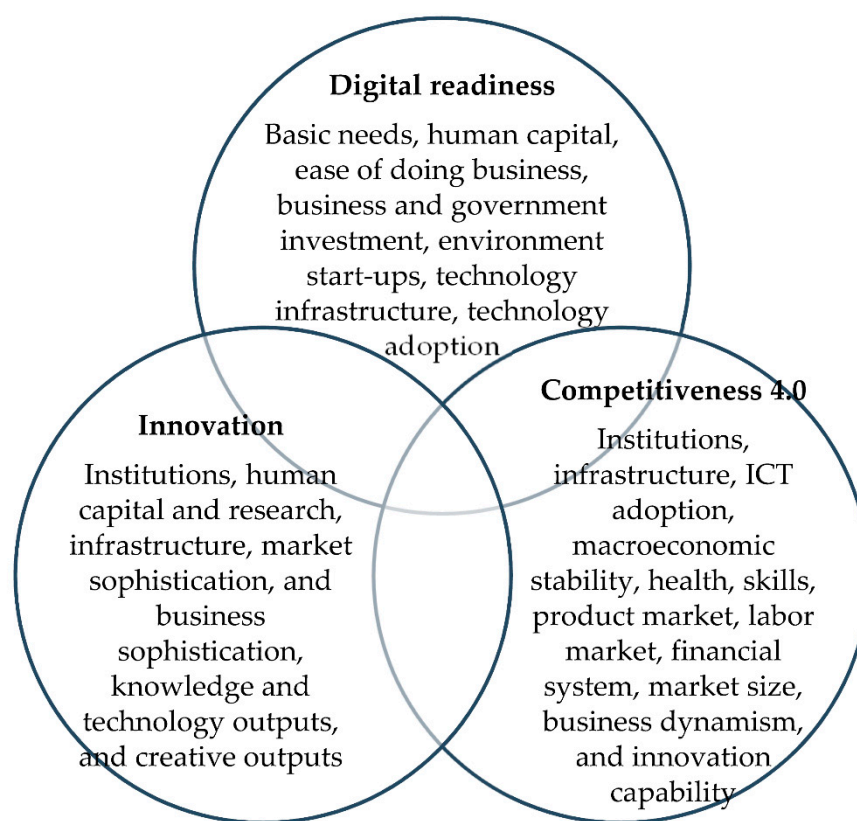 Digital readiness
Basic needs, human capital,
ease of doing business,
business and government
investment, environment
start-ups, technology
infrastructure, technology
adoption
Innovation
Institutions, human
capital and research,
infrastructure, market
sophistication, and
business
sophistication,
knowledge and
technology outputs,
and creative outputs
Competitiveness 4.0
Institutions,
infrastructure, ICT
adoption,
macroeconomic
stability, health, skills,
product market, labor
market, financial
system, market size,
business dynamism,
and innovation
capability